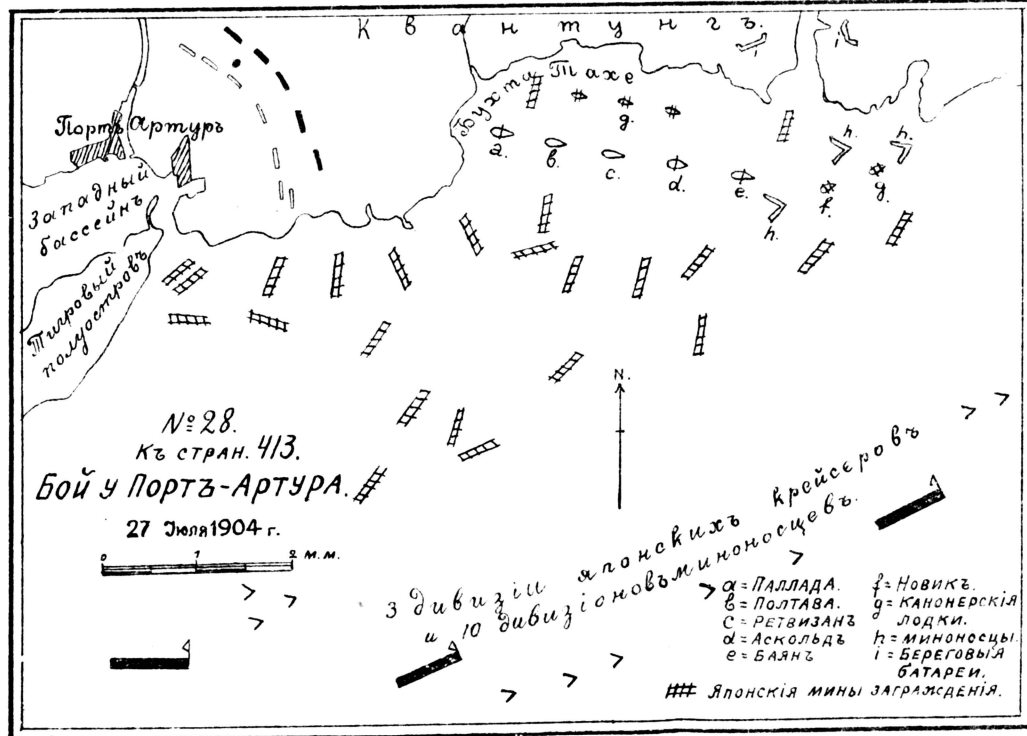 Квантунгъ.
Бухта Тахе
Портъ Артуръ
Западный
бассейнъ
Тигровый
полуостровъ
i
i
g.
a.
b.
c.
d.
e.
h.
h.
h.
f.
g.
N.
№ 28.
Къ стран. 413.
Бой у Портъ-Артура.
27 Іюля 1904 г.
0 1 2 м.м.
3 дивизіи японскихъ крейсеровъ
и 10 дивизіоновъ миноносцевъ.
a = Паллада.
b = Полтава.
c = Ретвизанъ
d = Аскольдъ
e = Баянъ
f = Новикъ.
g = Канонерскія
лодки.
h = миноносцы.
i = Береговыя
батареи.
Японскія мины загражденія.